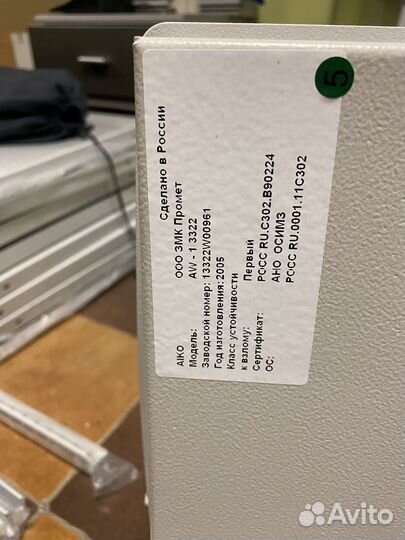 Сделано в России
AIKO ООО ЗМК Промет
Модель: AW - 1 3322
Заводской номер: 13322W00961
Год изготовления:2005
Класс устойчивости
к взлому: Первый
Сертификат: РОСС RU.C302.B90224
АНО ОСИМЗ
ОС: РОСС RU.0001.11C302
5
Avito